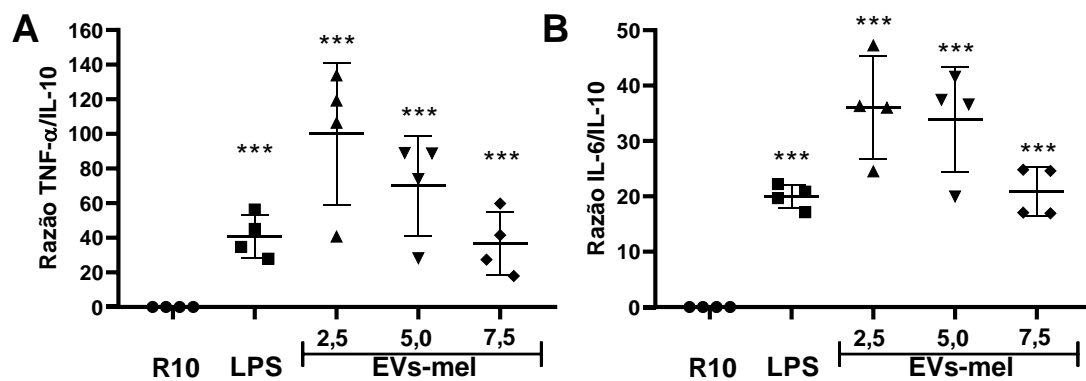 A
Razão TNF-α/IL-10
160
140
120
100
80
60
40
20
0
***
***
***
***
R10
LPS
2,5
5,0
7,5
EVs-mel
B
Razão IL-6/IL-10
50
40
30
20
10
0
***
***
***
***
R10
LPS
2,5
5,0
7,5
EVs-mel